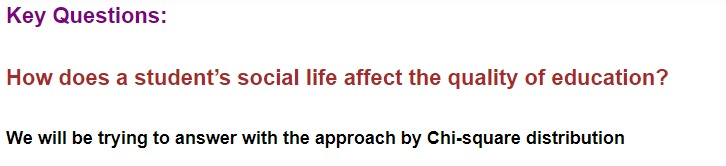 Key Questions:
How does a student’s social life affect the quality of education?
We will be trying to answer with the approach by Chi-square distribution